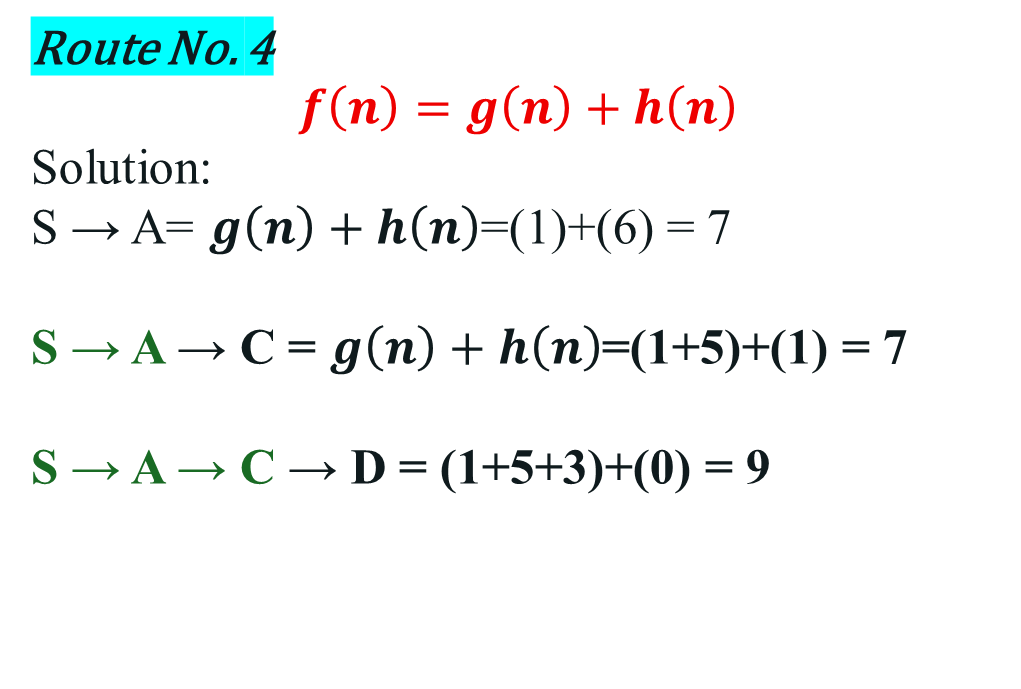 Route No. 4
f(n) = g(n) + h(n)
Solution:
S → A= g(n) + h(n)=(1)+(6) = 7
S → A → C = g(n) + h(n)=(1+5)+(1) = 7
S → A → C → D = (1+5+3)+(0) = 9